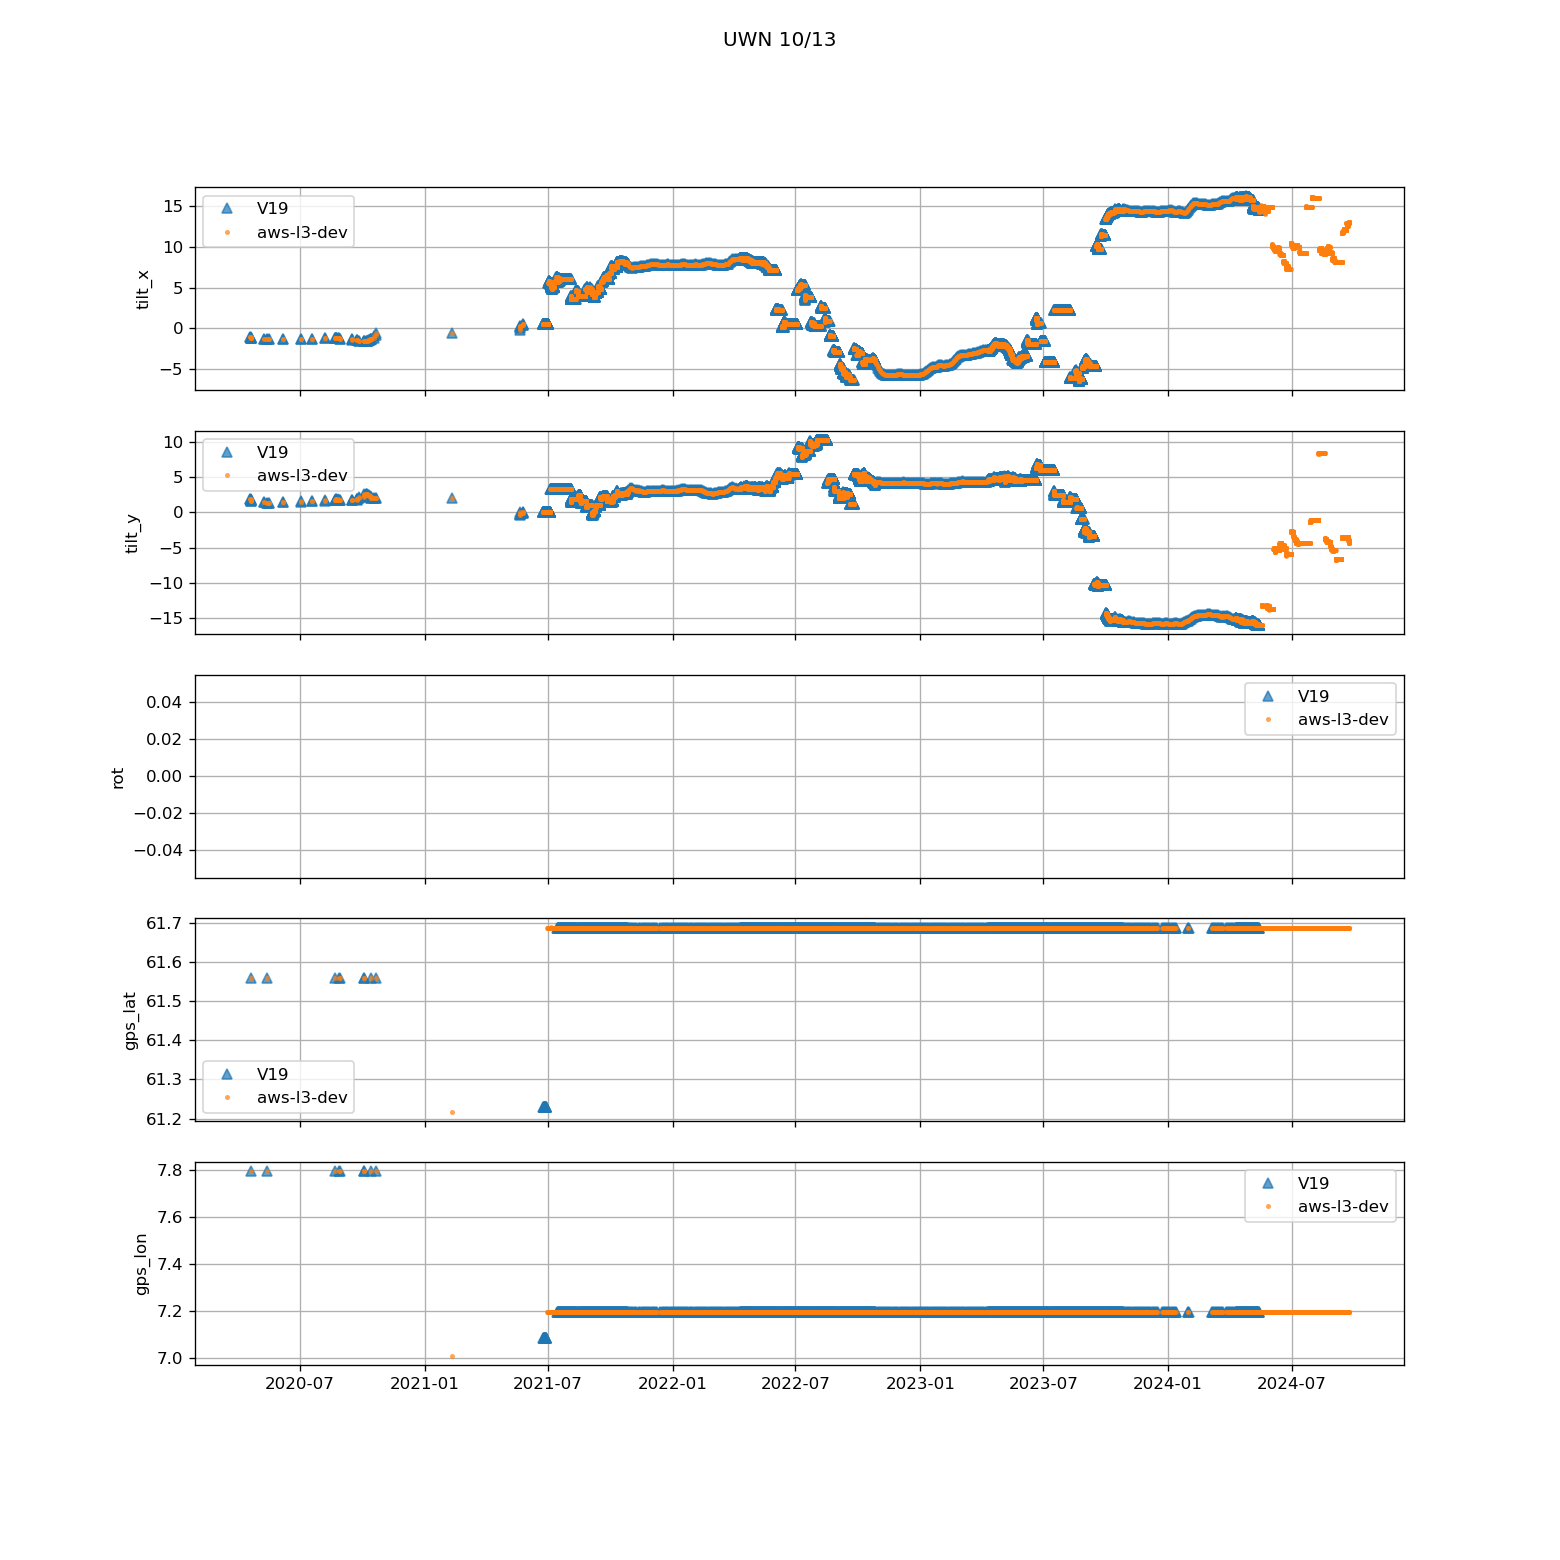 UWN 10/13
15
10
5
0
−5
tilt_x
V19
aws-l3-dev
10
5
0
−5
−10
−15
tilt_y
V19
aws-l3-dev
0.04
0.02
0.00
−0.02
−0.04
rot
V19
aws-l3-dev
61.7
61.6
61.5
61.4
61.3
61.2
gps_lat
V19
aws-l3-dev
7.8
7.6
7.4
7.2
7.0
gps_lon
V19
aws-l3-dev
2020-07 2021-01 2021-07 2022-01 2022-07 2023-01 2023-07 2024-01 2024-07